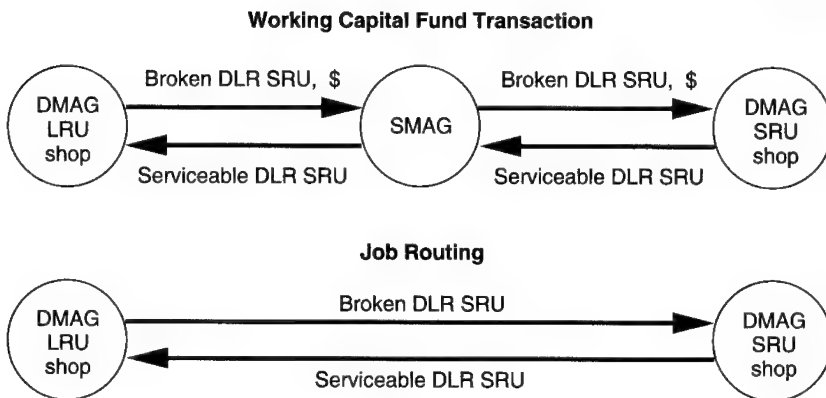 Working Capital Fund Transaction
Broken DLR SRU, $
Broken DLR SRU, $
DMAG
LRU
shop
SMAG
DMAG
SRU
shop
Serviceable DLR SRU
Serviceable DLR SRU
Job Routing
Broken DLR SRU
DMAG
LRU
shop
DMAG
SRU
shop
Serviceable DLR SRU